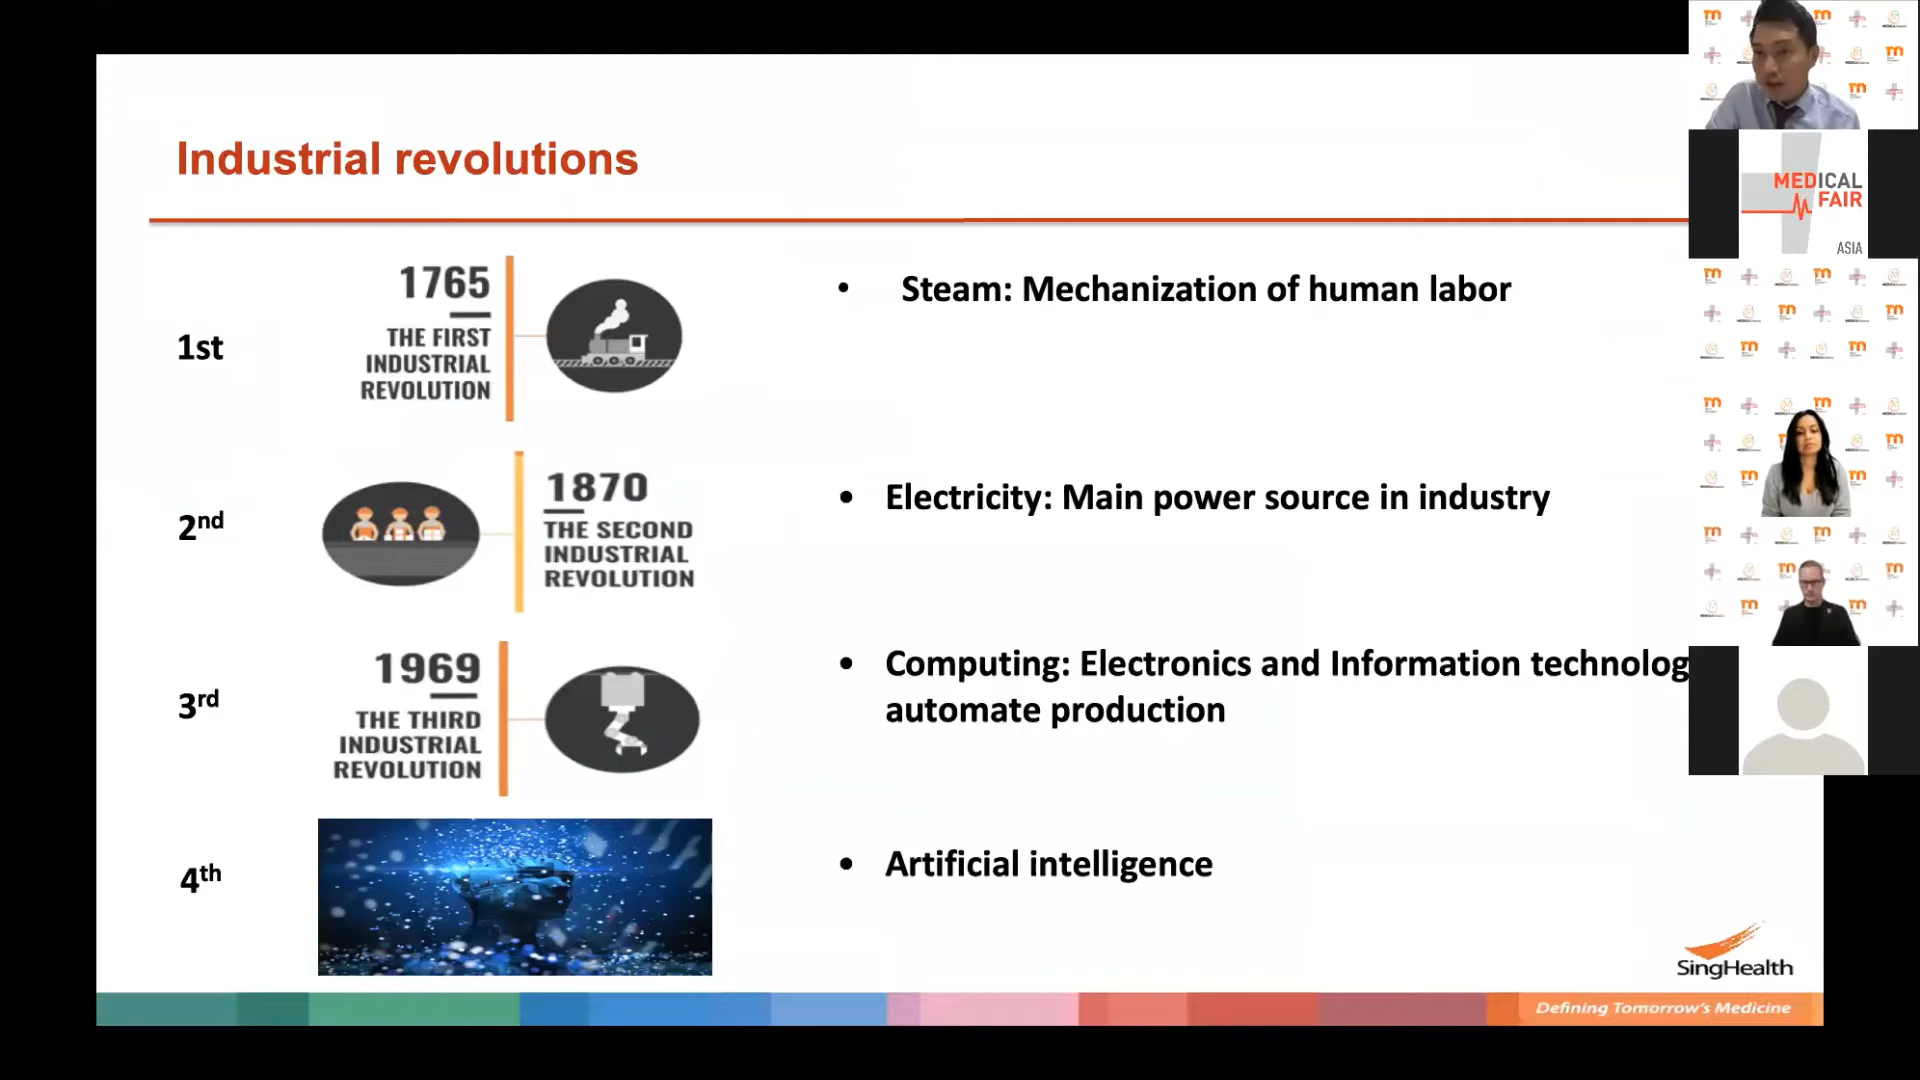 Industrial revolutions
1st
1765
THE FIRST
INDUSTRIAL
REVOLUTION
Steam: Mechanization of human labor
2nd
1870
THE SECOND
INDUSTRIAL
REVOLUTION
Electricity: Main power source in industry
3rd
1969
THE THIRD
INDUSTRIAL
REVOLUTION
Computing: Electronics and Information technolog
automate production
4th
Artificial intelligence
SingHealth
Defining Tomorrow's Medicine
MEDICAL
FAIR
ASIA